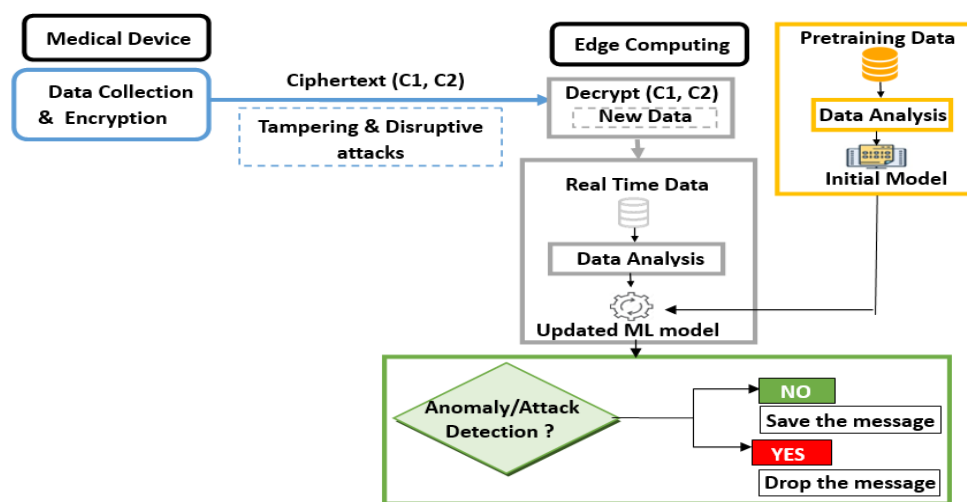 Medical Device
Edge Computing
Pretraining Data
Data Collection
& Encryption
Ciphertext (C1, C2)
Tampering & Disruptive
attacks
Decrypt (C1, C2)
New Data
Data Analysis
Initial Model
Real Time Data
Data Analysis
Updated ML model
Anomaly/Attack
Detection ?
NO
Save the message
YES
Drop the message